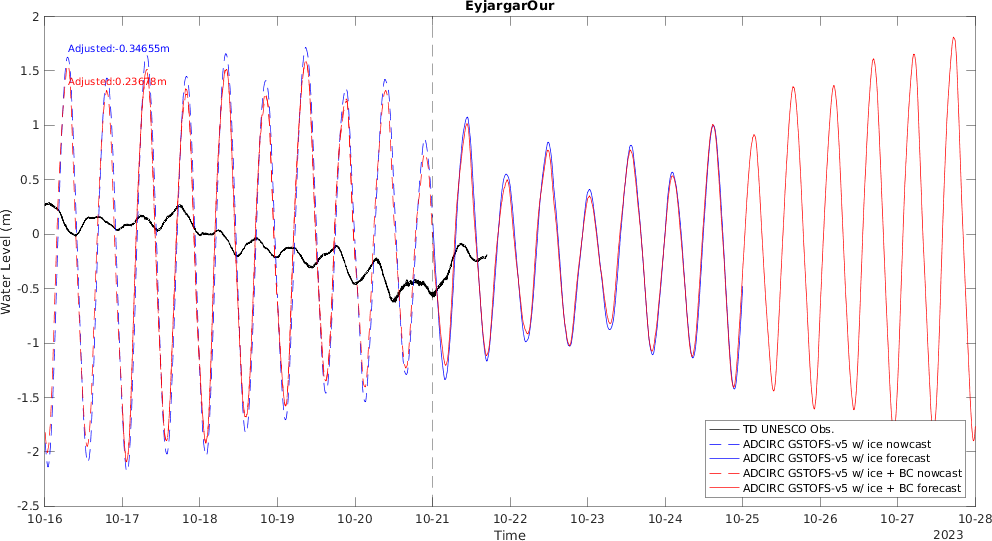 EyjargarOur
2
1.5
1
0.5
0
-0.5
-1
-1.5
-2
-2.5
Water Level (m)
Adjusted:-0.34655m
Adjusted:0.23678m
TD UNESCO Obs.
ADCIRC GSTOFS-v5 w/ ice nowcast
ADCIRC GSTOFS-v5 w/ ice forecast
ADCIRC GSTOFS-v5 w/ ice + BC nowcast
ADCIRC GSTOFS-v5 w/ ice + BC forecast
10-16 10-17 10-18 10-19 10-20 10-21 10-22 10-23 10-24 10-25 10-26 10-27 10-28
Time
2023